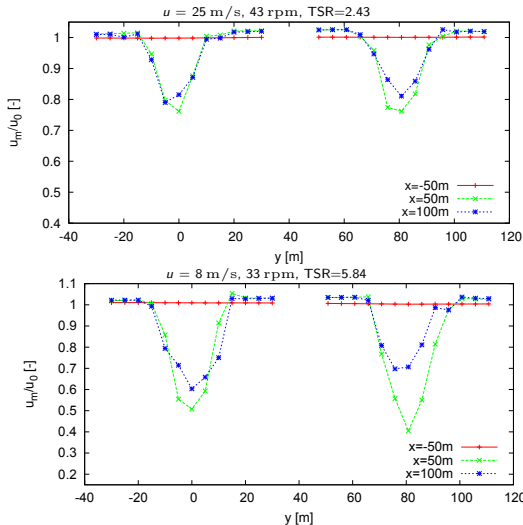 u = 25 m/s, 43 rpm, TSR=2.43
1.1
1
0.9
0.8
0.7
0.6
0.5
0.4
u_m/u_0 [-]
x=-50m
x=50m
x=100m
-40 -20 0 20 40 60 80 100 120
y [m]
u = 8 m/s, 33 rpm, TSR=5.84
1.1
1
0.9
0.8
0.7
0.6
0.5
0.4
0.3
0.2
u_m/u_0 [-]
x=-50m
x=50m
x=100m
-40 -20 0 20 40 60 80 100 120
y [m]